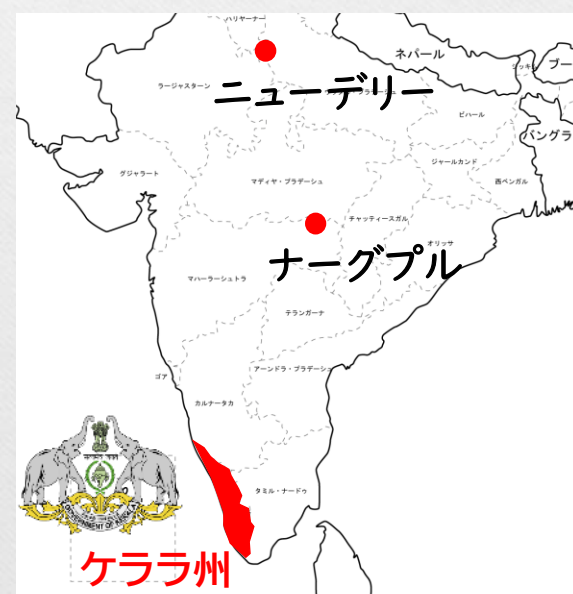 ハリヤーナー
ネパール
ブー
ラージャスターン
ニューデリー
ビハール
バングラ
グジャラート
マディヤ・プラデーシュ
ジャールカンド
西ベンガル
チャッティースガル
オリッサ
ナーグプル
マハーラーシュトラ
テランガーナ
アーンドラ・プラデーシュ
ゴア
カルナータカ
タミル・ナードゥ
GOVERNMENT OF KERALA
ケララ州